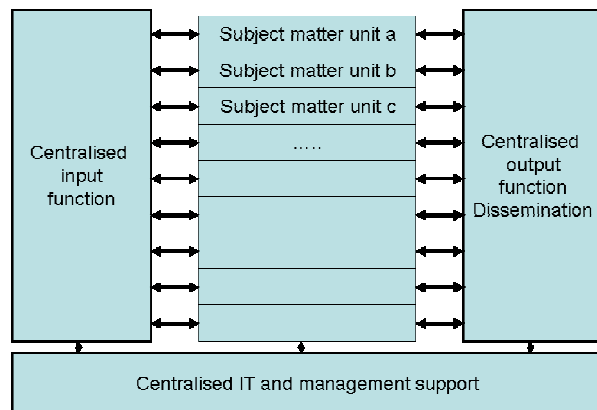 Subject matter unit a
Subject matter unit b
Subject matter unit c
.....
Centralised
input
function
Centralised
output
function
Dissemination
Centralised IT and management support